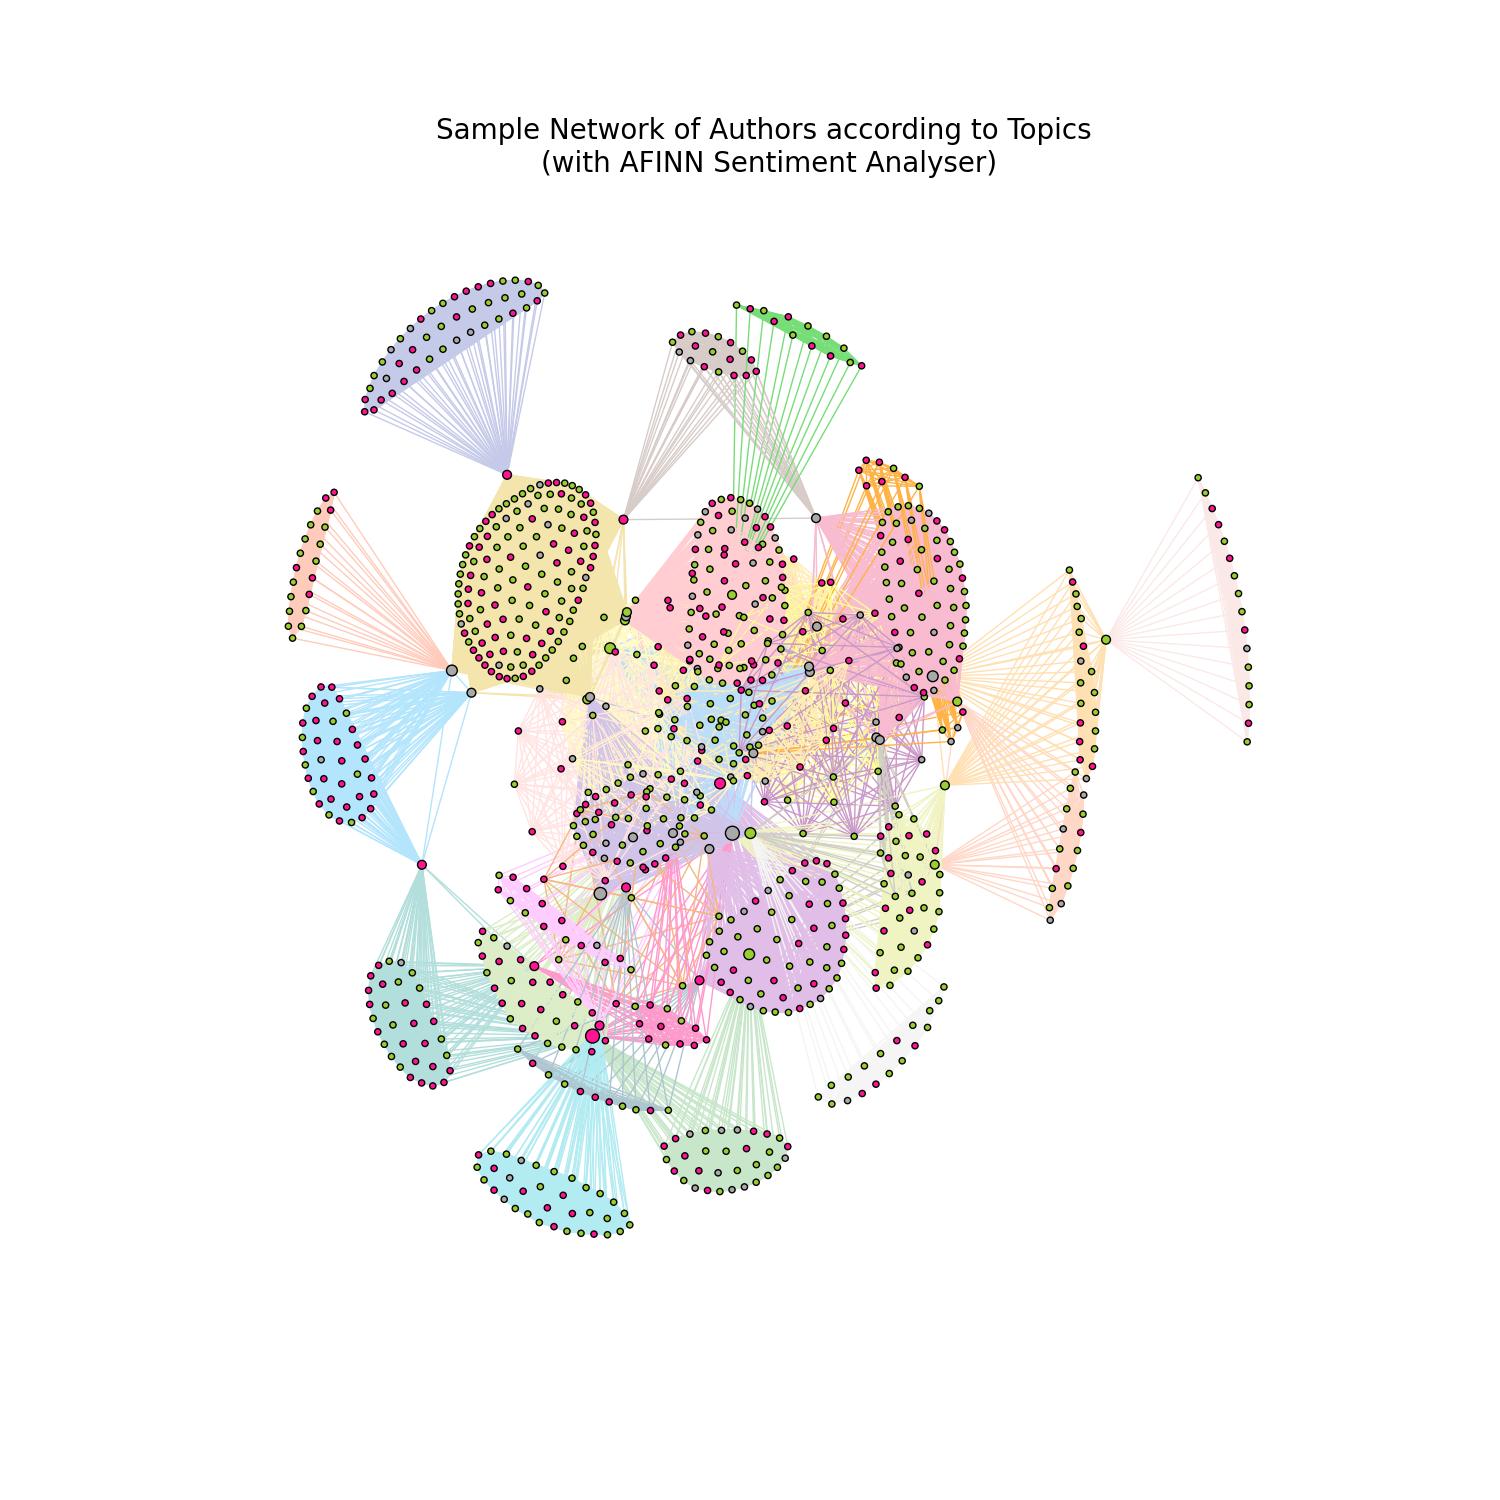 Sample Network of Authors according to Topics
(with AFINN Sentiment Analyser)